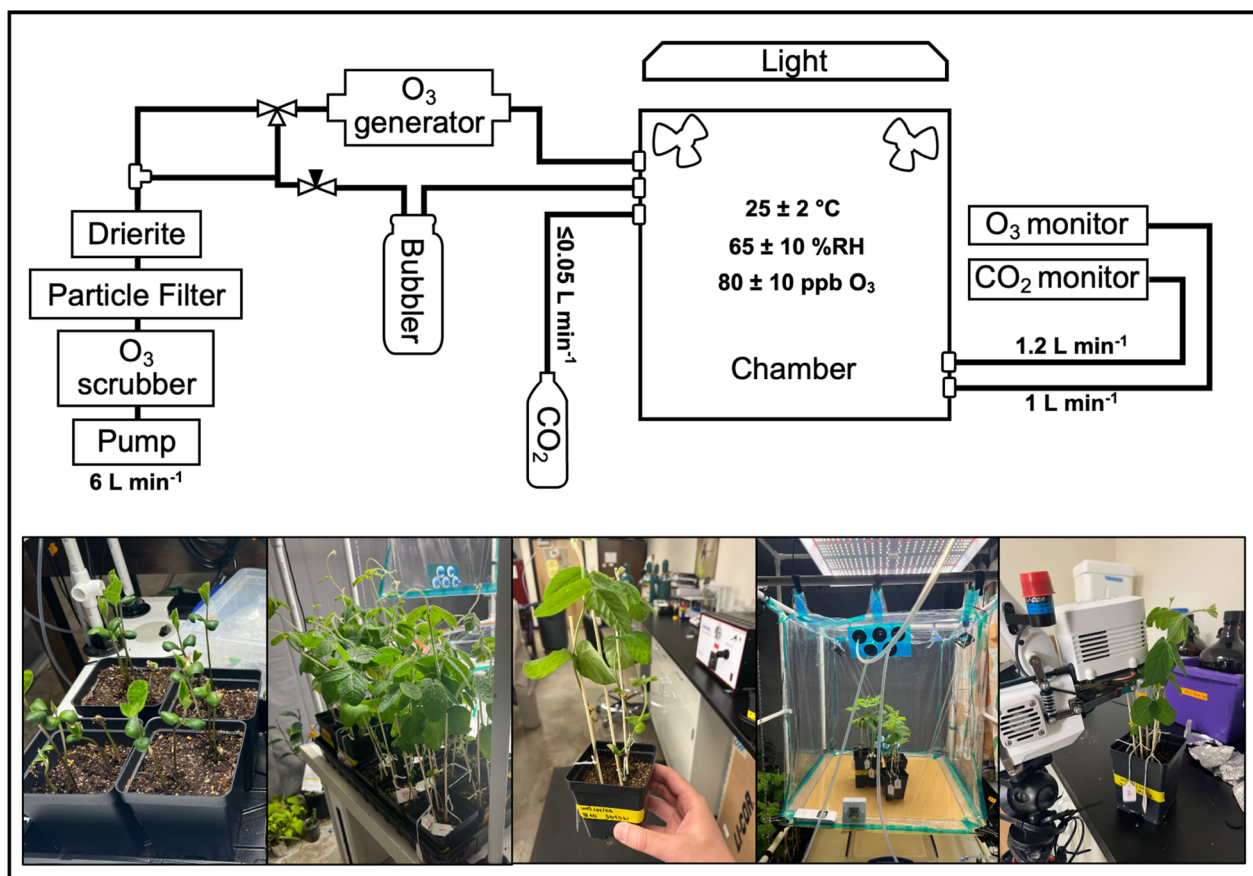 Light
O₃
generator
Drierite
Particle Filter
O₃
scrubber
Pump
6 L min⁻¹
Bubbler
≤0.05 L min⁻¹
CO₂
25 ± 2 °C
65 ± 10 %RH
80 ± 10 ppb O₃
Chamber
O₃ monitor
CO₂ monitor
1.2 L min⁻¹
1 L min⁻¹
LI-COR